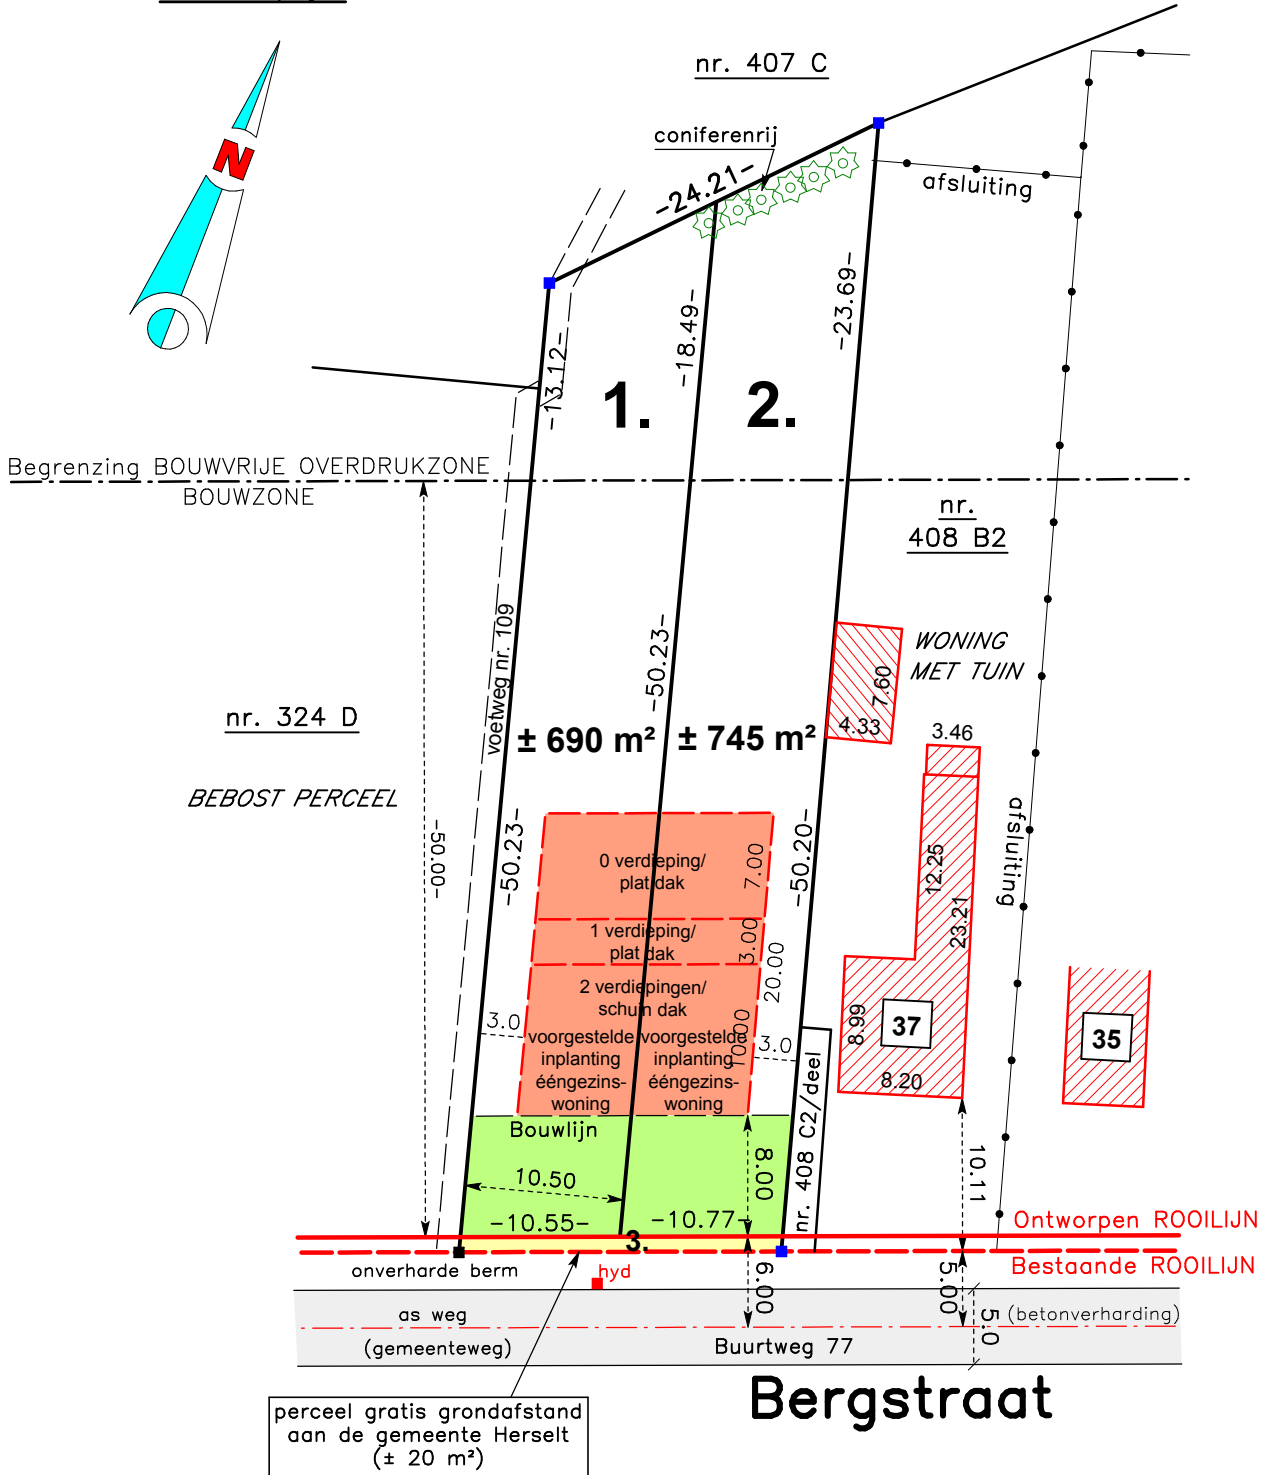 nr. 407 C
N
coniferenrij
-24.21-
afsluiting
-13.12-
-18.49-
-23.69-
1.
2.
Begrenzing BOUWVRIJE OVERDRUKZONE
BOUWZONE
nr.
408 B2
voetweg nr. 109
-50.23-
WONING
MET TUIN
7.60
4.33
nr. 324 D
± 690 m²
± 745 m²
3.46
BEBOST PERCEEL
-50.00-
-50.23-
-50.20-
afsluiting
0 verdieping/
plat dak
7.00
12.25
23.21
1 verdieping/
plat dak
3.00
20.00
2 verdiepingen/
schuin dak
10.00
3.0
3.0
voorgestelde
inplanting
ééngezins-
woning
voorgestelde
inplanting
ééngezins-
woning
8.99
37
8.20
35
Bouwlijn
nr. 408 C2/deel
8.00
10.11
10.50
-10.55-
-10.77-
3.
Ontworpen ROOILIJN
Bestaande ROOILIJN
onverharde berm
hyd
6.00
5.00
as weg
5.0
(betonverharding)
(gemeenteweg)
Buurtweg 77
Bergstraat
perceel gratis grondafstand
aan de gemeente Herselt
(± 20 m²)